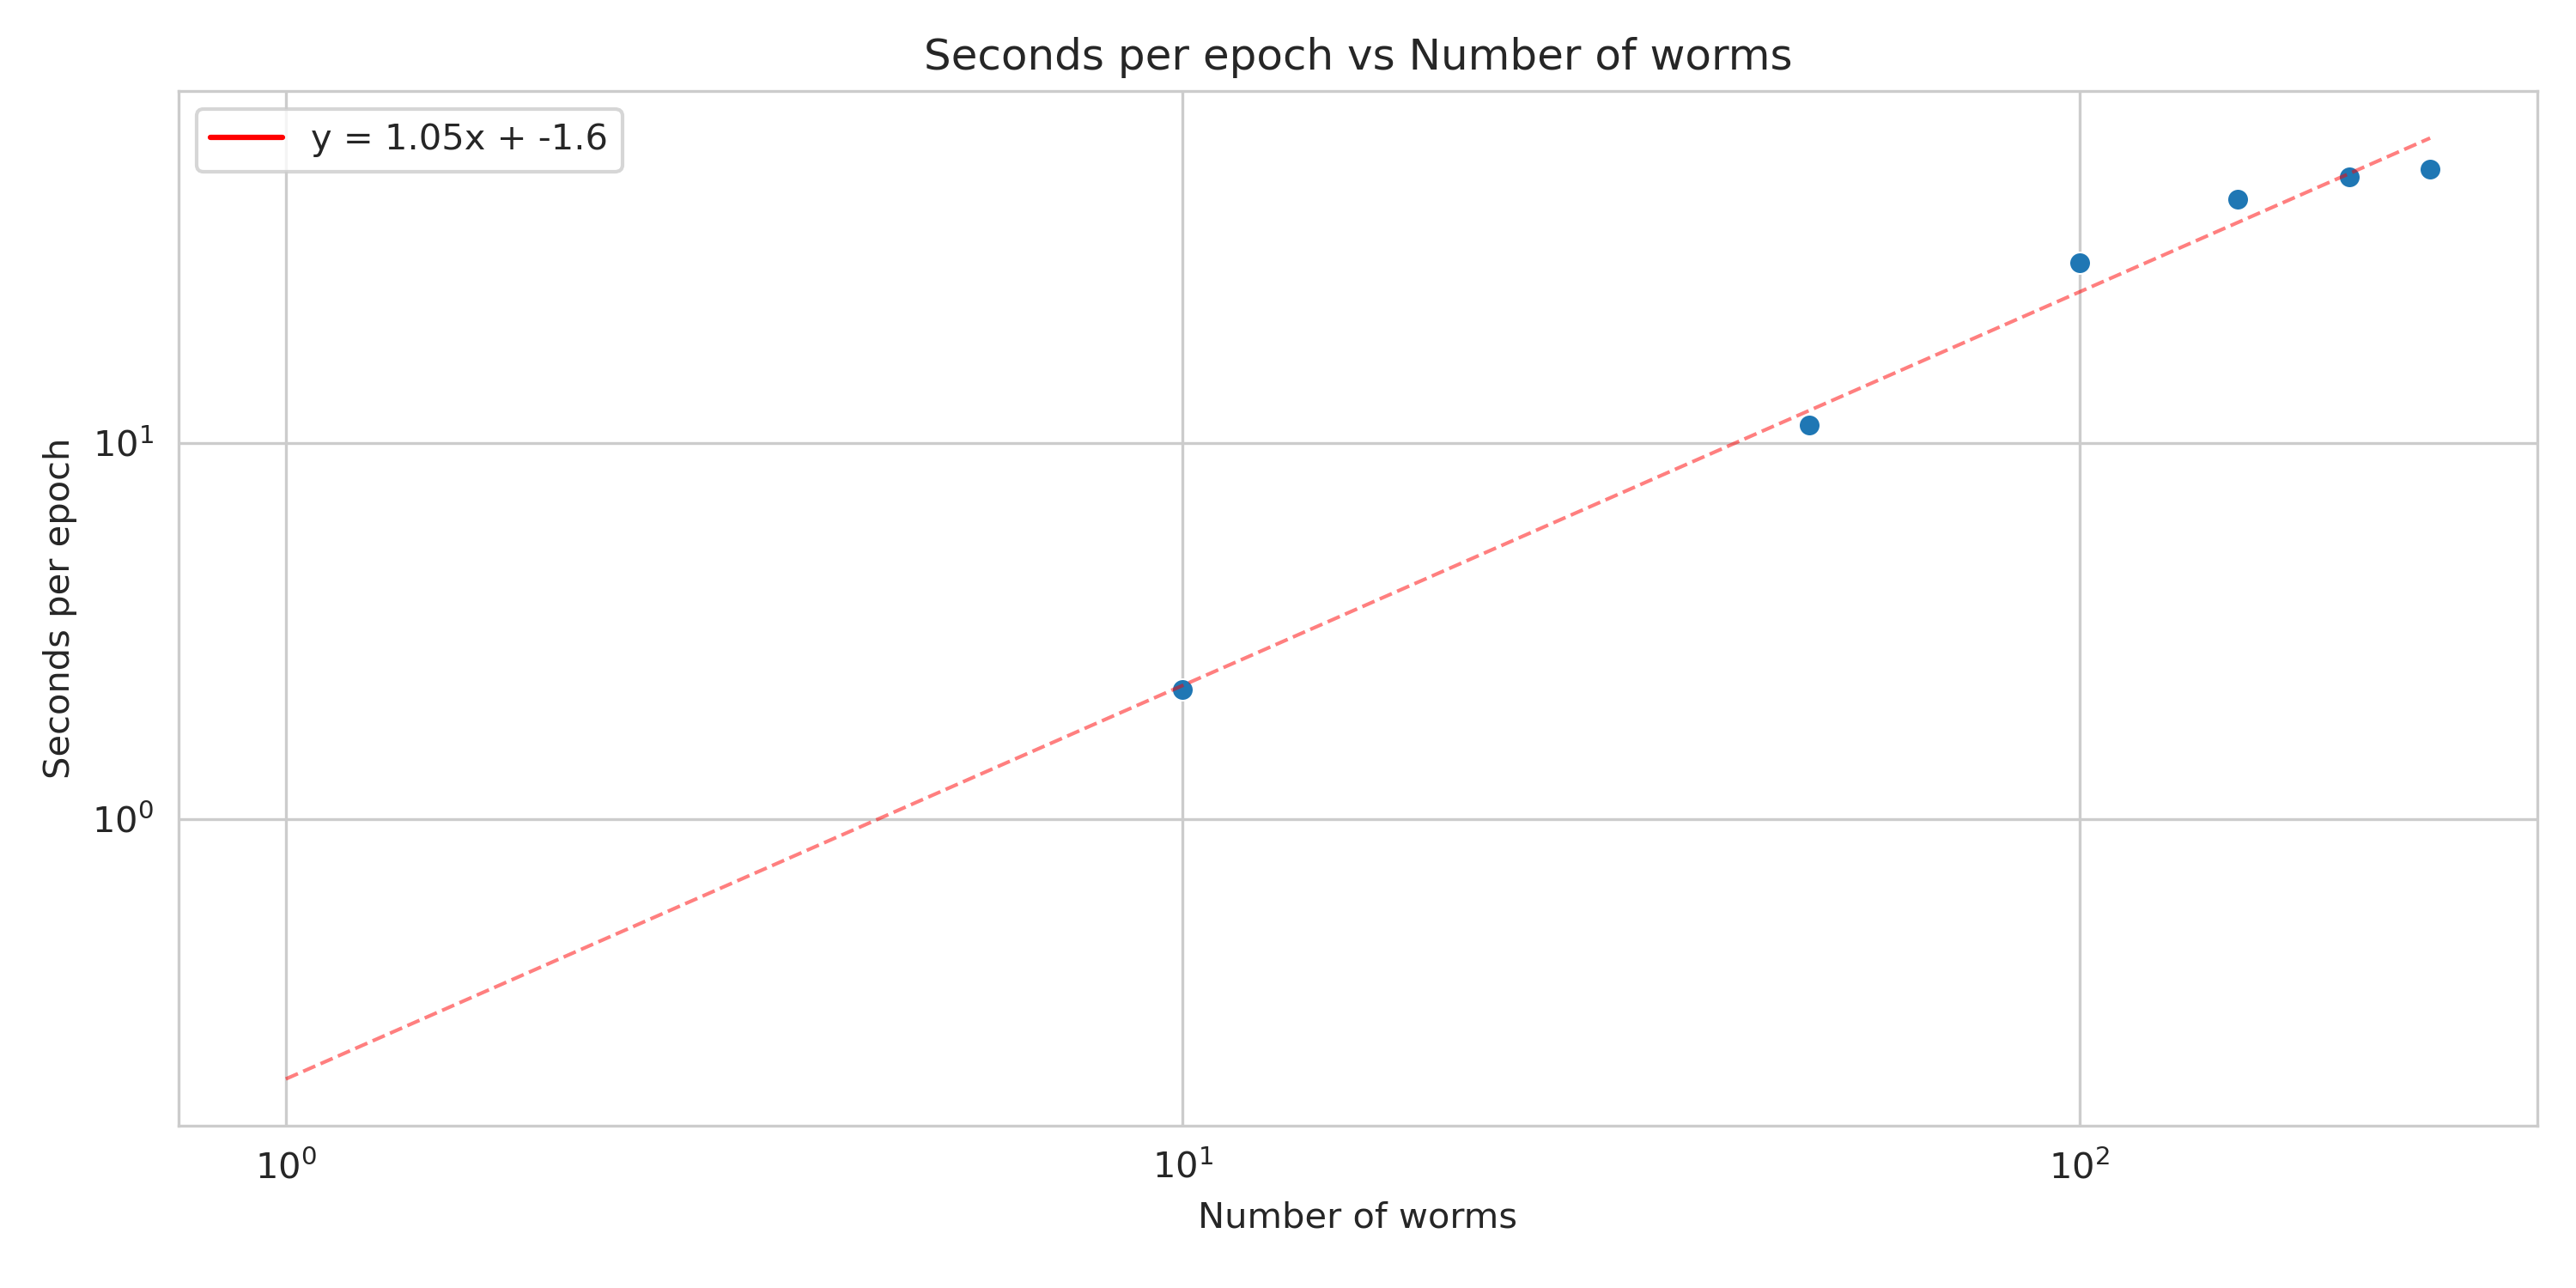 Seconds per epoch vs Number of worms
y = 1.05x + -1.6
Seconds per epoch
10¹
10⁰
10⁰
10¹
10²
Number of worms